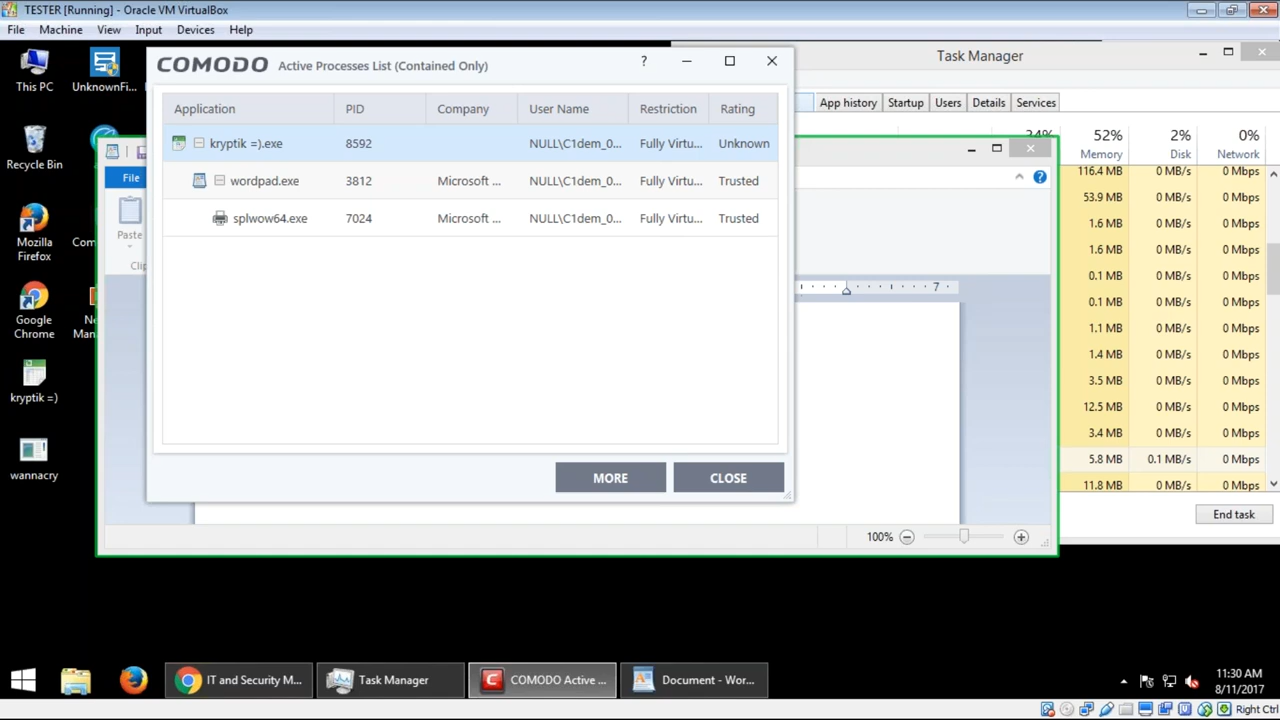 TESTER [Running] - Oracle VM VirtualBox
File Machine View Input Devices Help
This PC
UnknownFi...
Recycle Bin
Mozilla
Firefox
Com
Google
Chrome
Ne
Man
kryptik =)
wannacry
COMODO Active Processes List (Contained Only)
?
Application PID Company User Name Restriction Rating
kryptik =).exe 8592 NULL\C1dem_0... Fully Virtu... Unknown
wordpad.exe 3812 Microsoft ... NULL\C1dem_0... Fully Virtu... Trusted
splwow64.exe 7024 Microsoft ... NULL\C1dem_0... Fully Virtu... Trusted
MORE CLOSE
File
Paste
Clip
7
100%
Task Manager
App history Startup Users Details Services
34% 52% 2% 0%
Memory Disk Network
116.4 MB 0 MB/s 0 Mbps
53.9 MB 0 MB/s 0 Mbps
1.6 MB 0 MB/s 0 Mbps
1.6 MB 0 MB/s 0 Mbps
0.1 MB 0 MB/s 0 Mbps
0.1 MB 0 MB/s 0 Mbps
1.1 MB 0 MB/s 0 Mbps
1.4 MB 0 MB/s 0 Mbps
3.5 MB 0 MB/s 0 Mbps
12.5 MB 0 MB/s 0 Mbps
3.4 MB 0 MB/s 0 Mbps
5.8 MB 0.1 MB/s 0 Mbps
11.8 MB 0 MB/s 0 Mbps
End task
IT and Security M...
Task Manager
COMODO Active ...
Document - Wor...
11:30 AM
8/11/2017
Right Ctrl